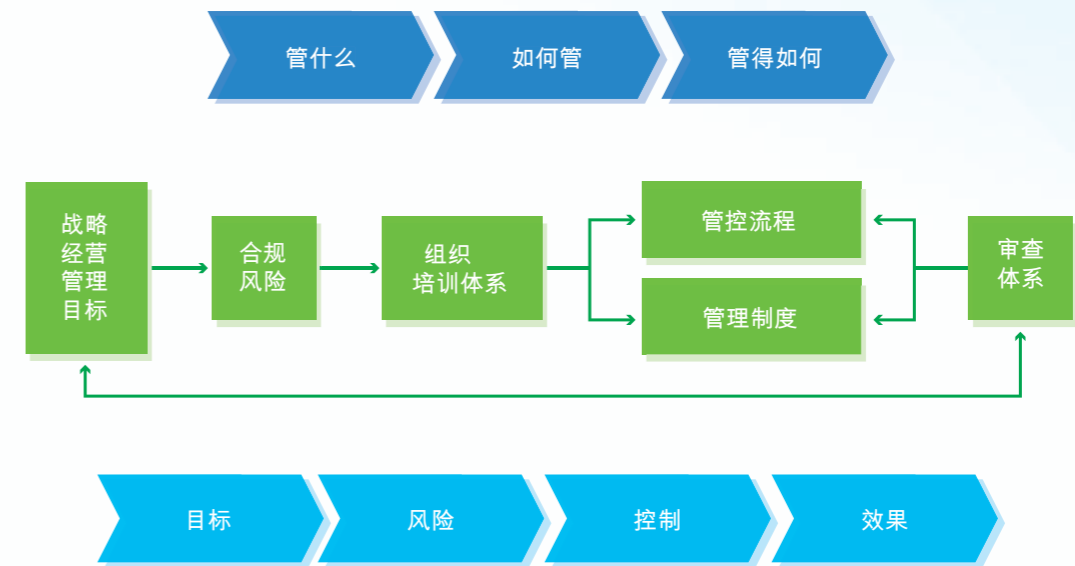 管什么
如何管
管得如何
战略
经营
管理
目标
合规
风险
组织
培训体系
管控流程
管理制度
审查
体系
目标
风险
控制
效果